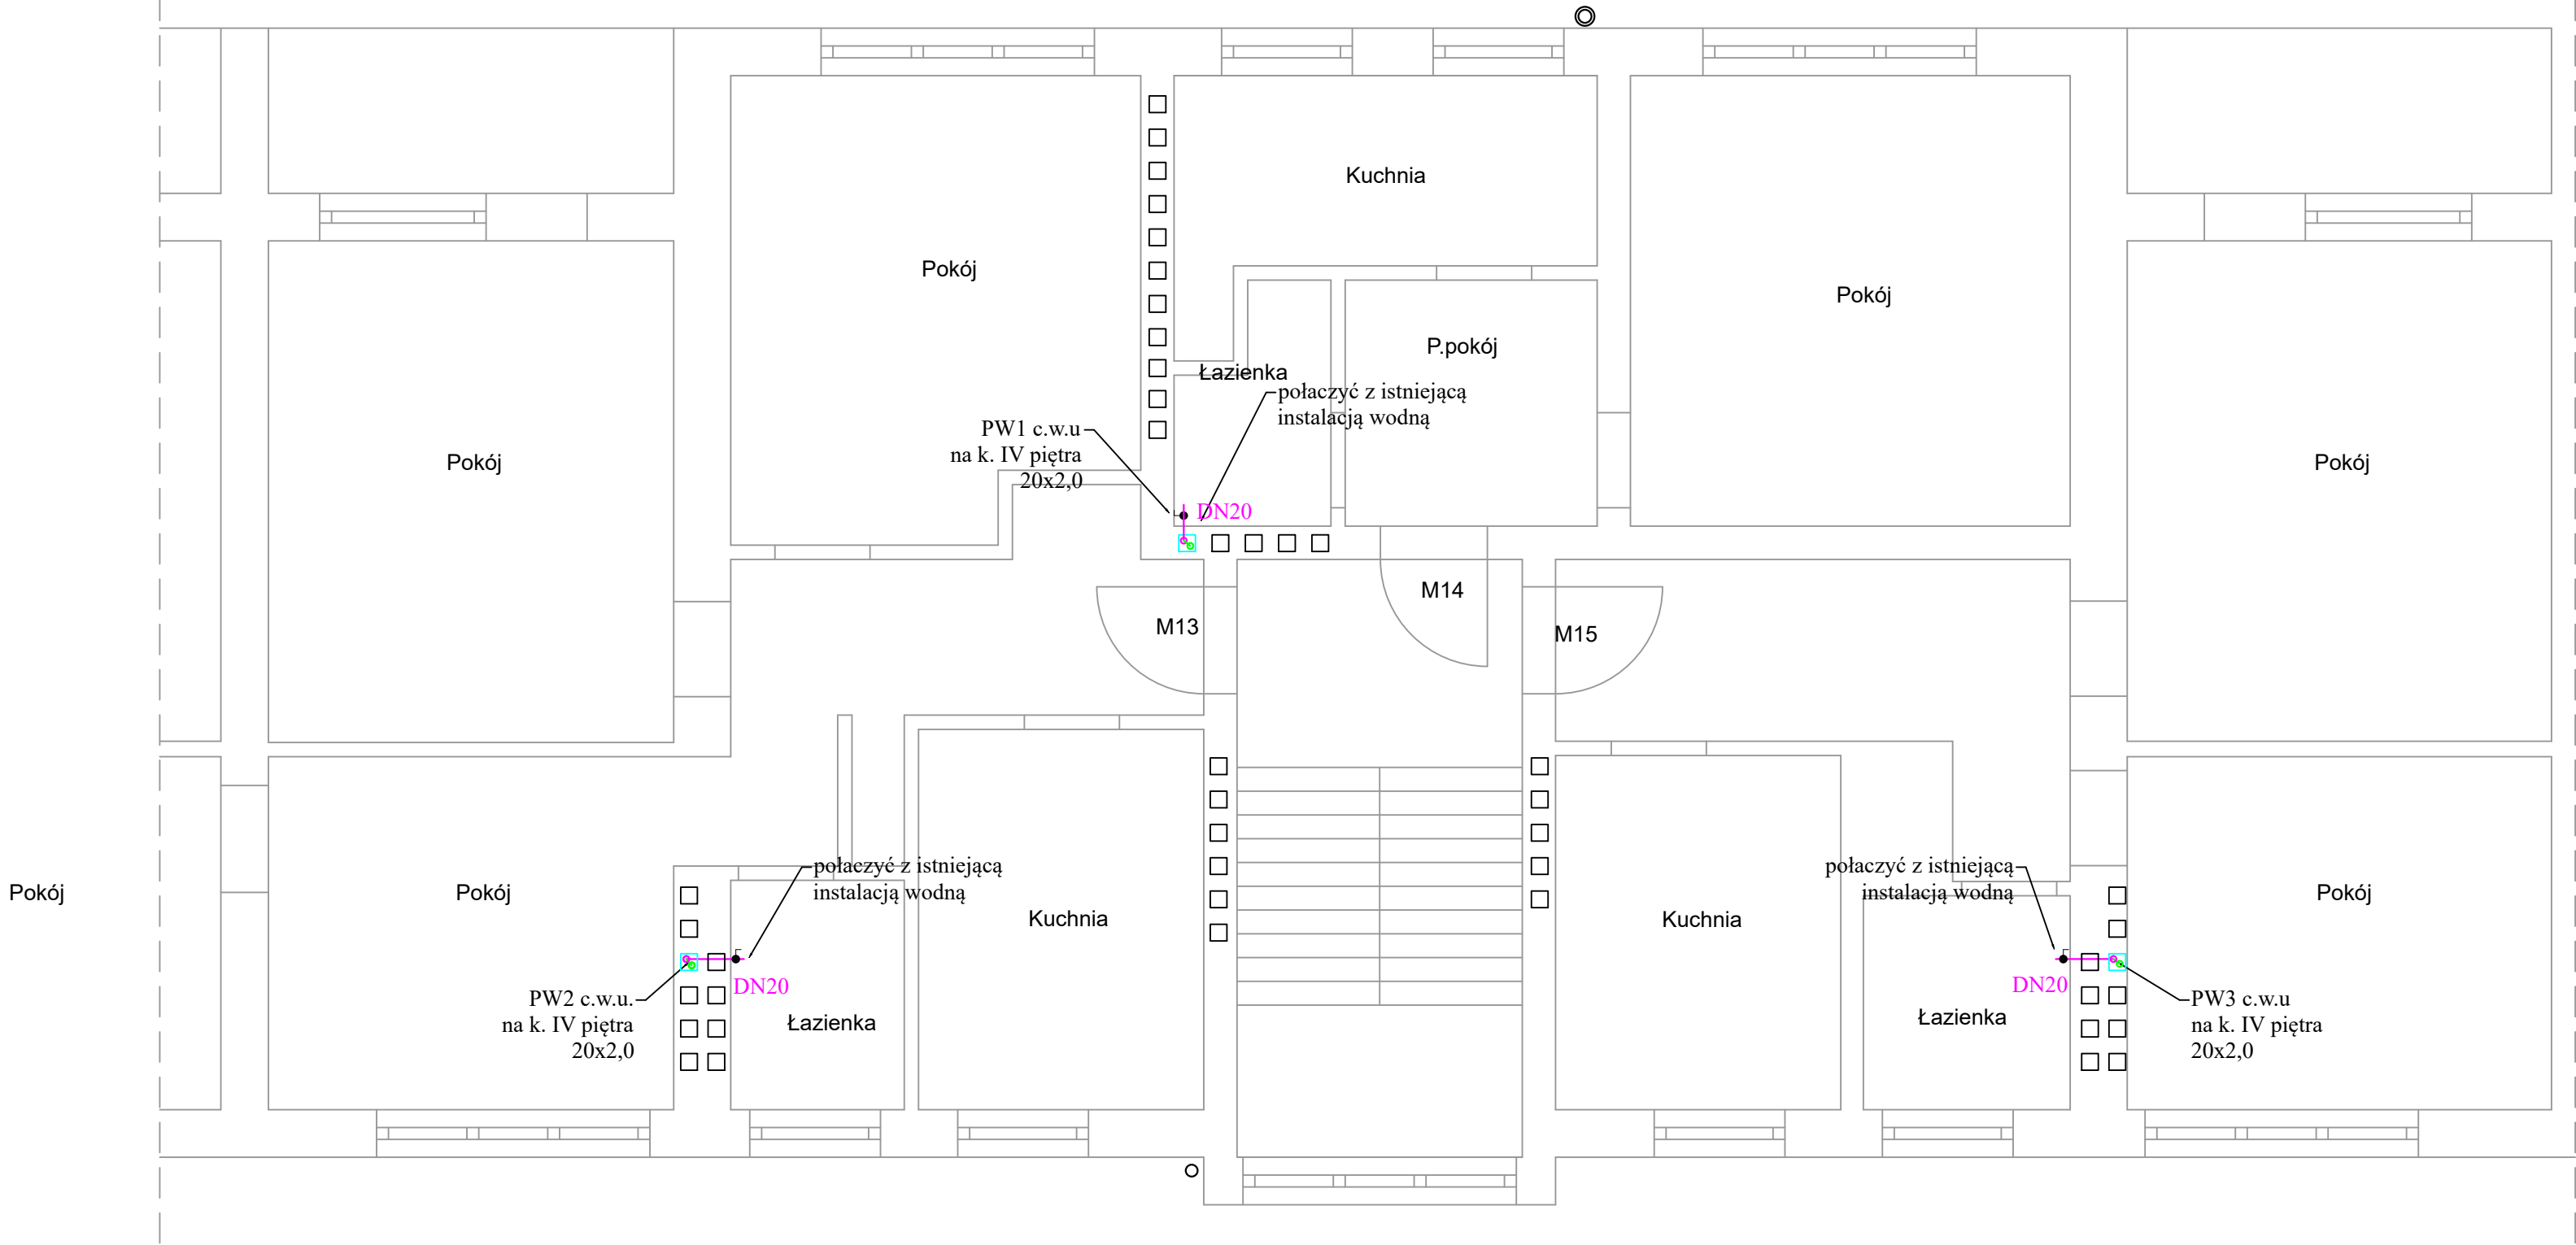 Kuchnia
Pokój
Pokój
P.pokój
Łazienka
połaczyć z istniejącą
instalacją wodną
PW1 c.w.u
na k. IV piętra
20x2,0
Pokój
Pokój
DN20
M14
M13
M15
połaczyć z istniejącą
instalacją wodną
połaczyć z istniejącą
instalacją wodną
Pokój
Pokój
Kuchnia
Kuchnia
Pokój
DN20
DN20
PW2 c.w.u.
na k. IV piętra
20x2,0
Łazienka
Łazienka
PW3 c.w.u
na k. IV piętra
20x2,0